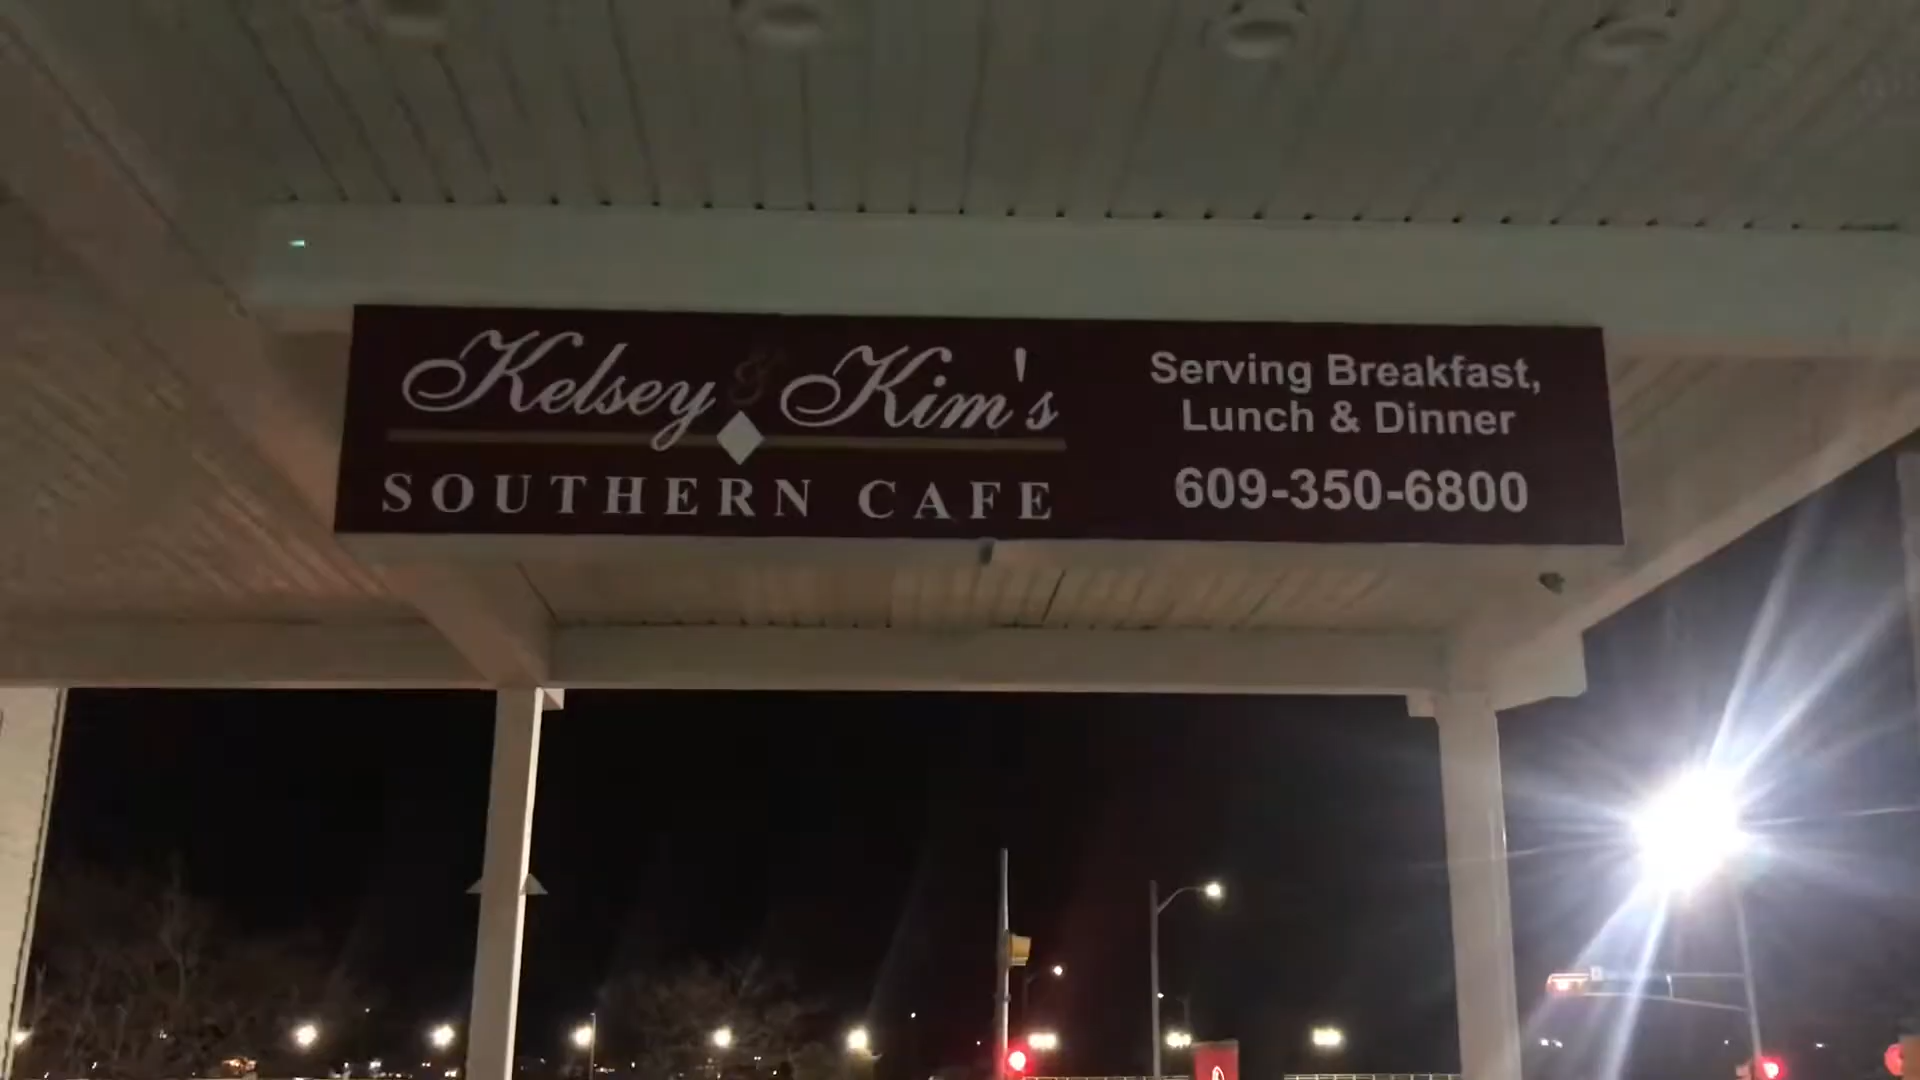 Kelsey & Kim's
SOUTHERN CAFE
Serving Breakfast,
Lunch & Dinner
609-350-6800